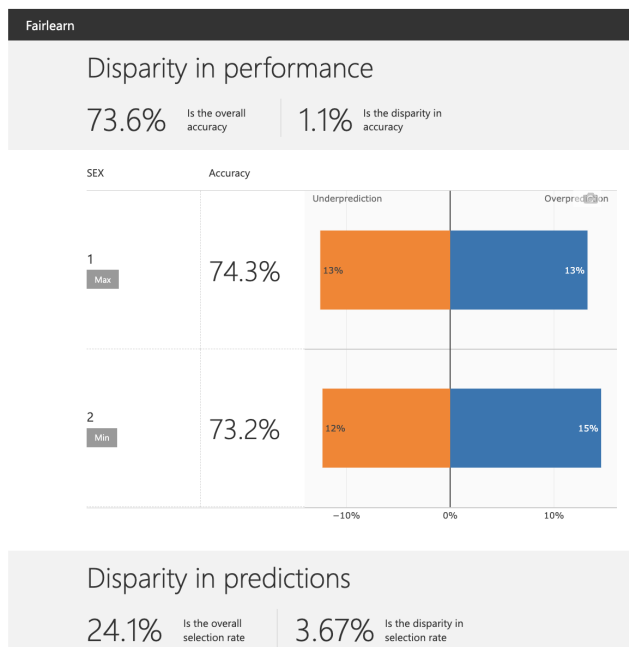 Fairlearn
Disparity in performance
73.6% Is the overall accuracy
1.1% Is the disparity in accuracy
SEX Accuracy
Underprediction Overprediction
1
Max
74.3%
13% 13%
2
Min
73.2%
12% 15%
−10% 0% 10%
Disparity in predictions
24.1% Is the overall selection rate
3.67% Is the disparity in selection rate